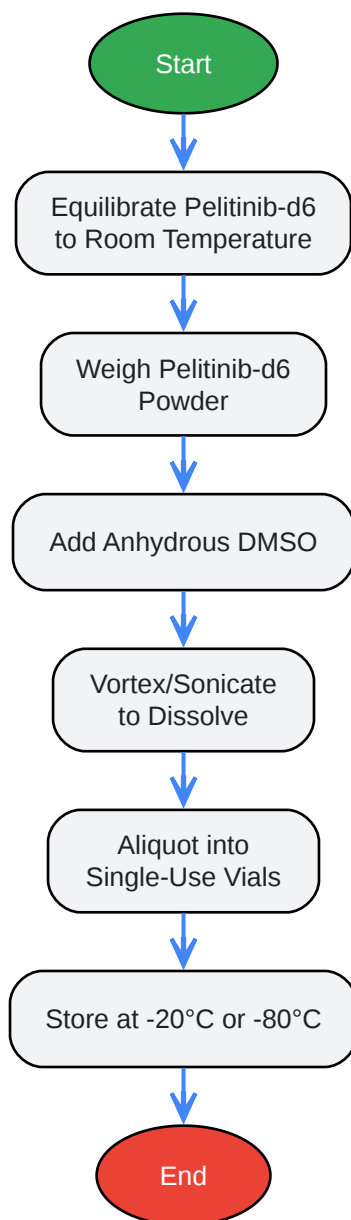 Start
Equilibrate Pelitinib-d6
to Room Temperature
Weigh Pelitinib-d6
Powder
Add Anhydrous DMSO
Vortex/Sonicate
to Dissolve
Aliquot into
Single-Use Vials
Store at -20°C or -80°C
End